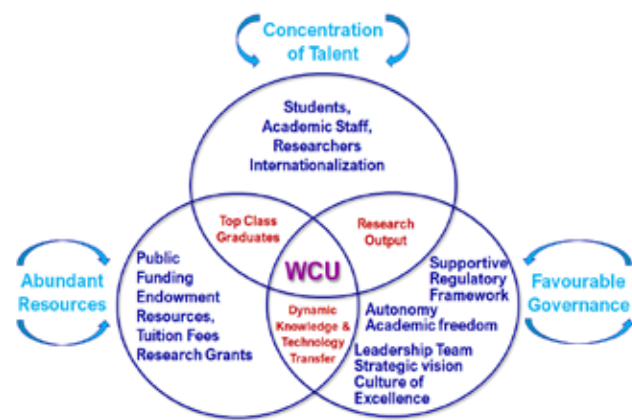 Concentration
of Talent
Students,
Academic Staff,
Researchers
Internationalization
Top Class
Graduates
Research
Output
WCU
Abundant
Resources
Public
Funding
Endowment
Resources,
Tuition Fees
Research Grants
Dynamic
Knowledge &
Technology
Transfer
Supportive
Regulatory
Framework
Autonomy
Academic freedom
Leadership Team
Strategic vision
Culture of
Excellence
Favourable
Governance